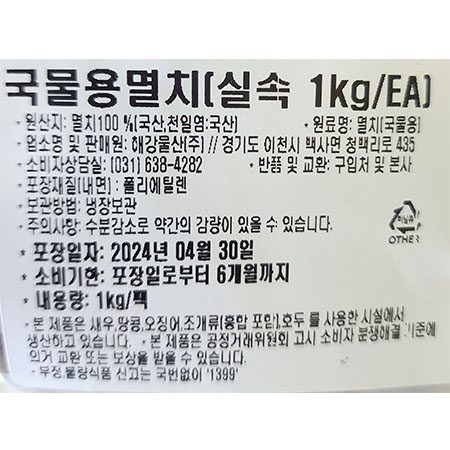 국물용멸치(실속 1kg/EA)
· 원산지: 멸치100 %(국산,천일염:국산) · 원료명: 멸치(국물용)
· 업소명 및 판매원: 해강물산(주) // 경기도 이천시 백사면 청백리로 435
· 소비자상담실: (031) 638-4282 · 반품 및 교환: 구입처 및 본사
· 포장재질(내면) : 폴리에틸렌
· 보관방법: 냉장보관
· 주의사항: 수분감소로 약간의 감량이 있을 수 있습니다.
· 포장일자: 2024년 04월 30일
· 소비기한: 포장일로부터 6개월까지
· 내용량: 1kg/팩
비닐류
OTHER
· 본 제품은 새우,땅콩,오징어,조개류(홍합 포함),호두 를 사용한 시설에서
생산하고 있습니다. · 본 제품은 공정거래위원회 고시 소비자 분쟁해결 기준에
의거 교환 또는 보상을 받을 수 있습니다.
· 부정,불량식품 신고는 국번없이 '1399'